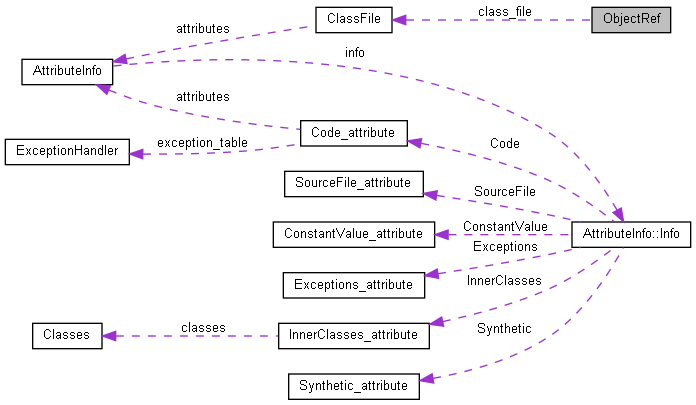 ClassFile
class_file
ObjectRef
attributes
info
AttributeInfo
attributes
Code_attribute
exception_table
Code
ExceptionHandler
SourceFile_attribute
SourceFile
ConstantValue_attribute
ConstantValue
AttributeInfo::Info
Exceptions
Exceptions_attribute
InnerClasses
Classes
classes
InnerClasses_attribute
Synthetic
Synthetic_attribute